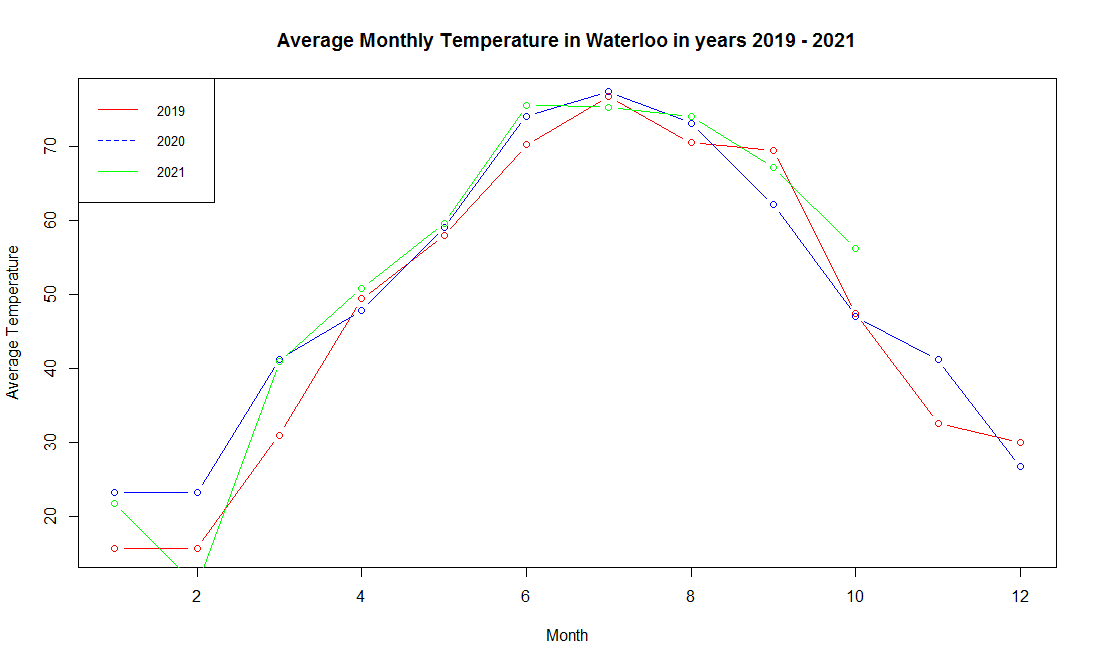 Average Monthly Temperature in Waterloo in years 2019 - 2021
2019
2020
2021
Average Temperature
70
60
50
40
30
20
2 4 6 8 10 12
Month